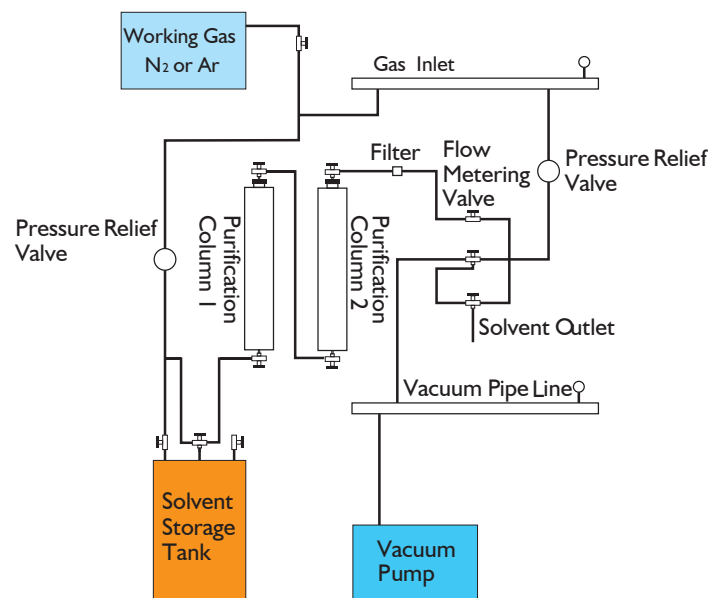 Working Gas
N2 or Ar
Gas Inlet
Filter
Flow
Metering
Valve
Pressure Relief
Valve
Pressure Relief
Valve
Purification
Column 1
Purification
Column 2
Solvent Outlet
Vacuum Pipe Line
Solvent
Storage
Tank
Vacuum
Pump